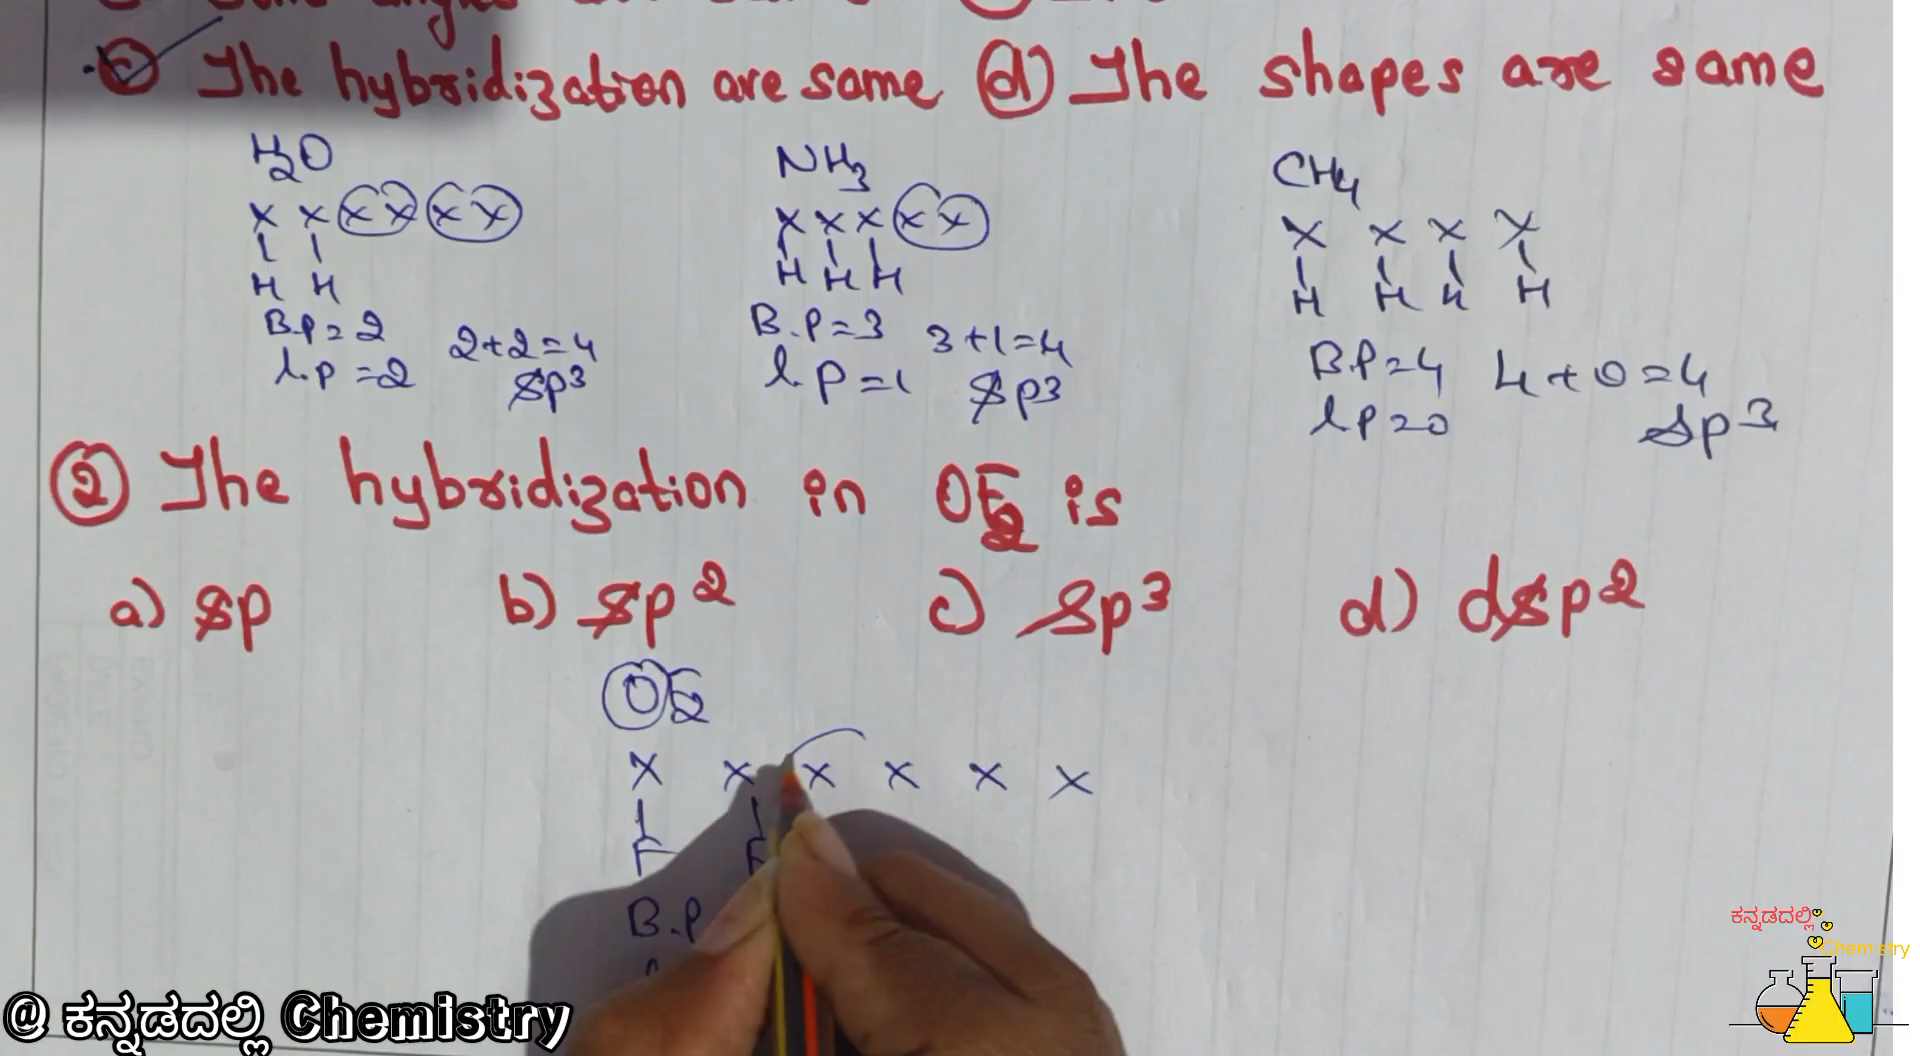 The hybridization are same d) The shapes are same
H2O NH3 CH4
x x x x x x x x x x x x x x x
H H H H H H H H H
B.p=2 B.p=3 B.p=4
2+2=4 3+1=4 4+0=4
l.p=2 l.p=1 lp=0
sp3 sp3 sp3
2 The hybridization in OF2 is
a) sp b) sp2 c) sp3 d) dsp2
OF2
x x x x x x
F F
B.P
ಕನ್ನಡದಲ್ಲಿ
Chemistry
@ ಕನ್ನಡದಲ್ಲಿ Chemistry